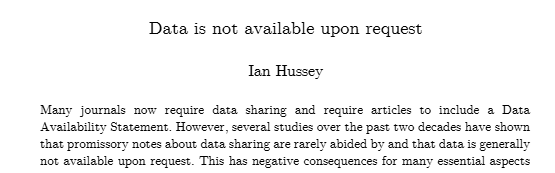 Data is not available upon request
Ian Hussey
Many journals now require data sharing and require articles to include a Data
Availability Statement. However, several studies over the past two decades have shown
that promissory notes about data sharing are rarely abided by and that data is generally
not available upon request. This has negative consequences for many essential aspects